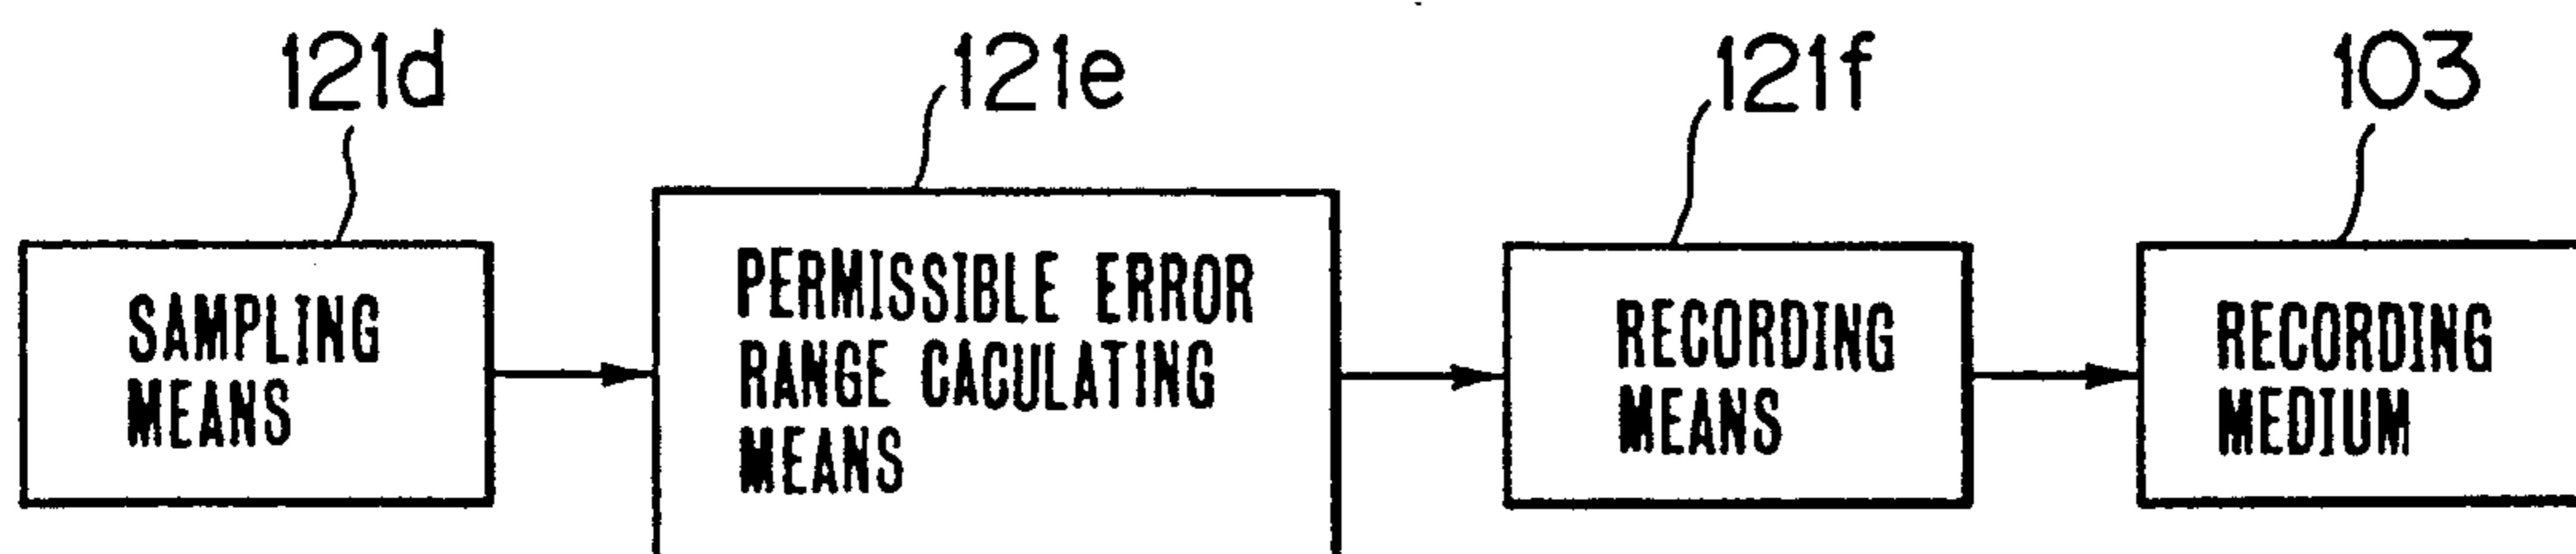 121d
121e
121f
103
SAMPLING
MEANS
PERMISSIBLE ERROR
RANGE CACULATING
MEANS
RECORDING
MEANS
RECORDING
MEDIUM